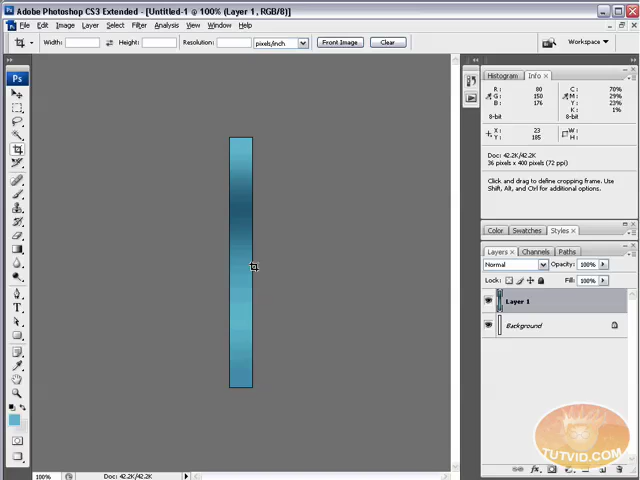 Adobe Photoshop CS3 Extended - [Untitled-1 @ 100% (Layer 1, RGB/8)]
File Edit Image Layer Select Filter Analysis View Window Help
Width: Height: Resolution: pixels/inch Front Image Clear Workspace
Ps
Histogram Info
R: 80 C: 70%
G: 150 M: 29%
B: 176 Y: 23%
K: 1%
8-bit 8-bit
X: 23 W:
Y: 185 H:
Doc: 42.2K/42.2K
36 pixels x 400 pixels (72 ppi)
Click and drag to define cropping frame. Use
Shift, Alt, and Ctrl for additional options.
Color Swatches Styles
Layers Channels Paths
Normal Opacity: 100%
Lock: Fill: 100%
Layer 1
Background
TUTVID.COM
100% Doc: 42.2K/42.2K